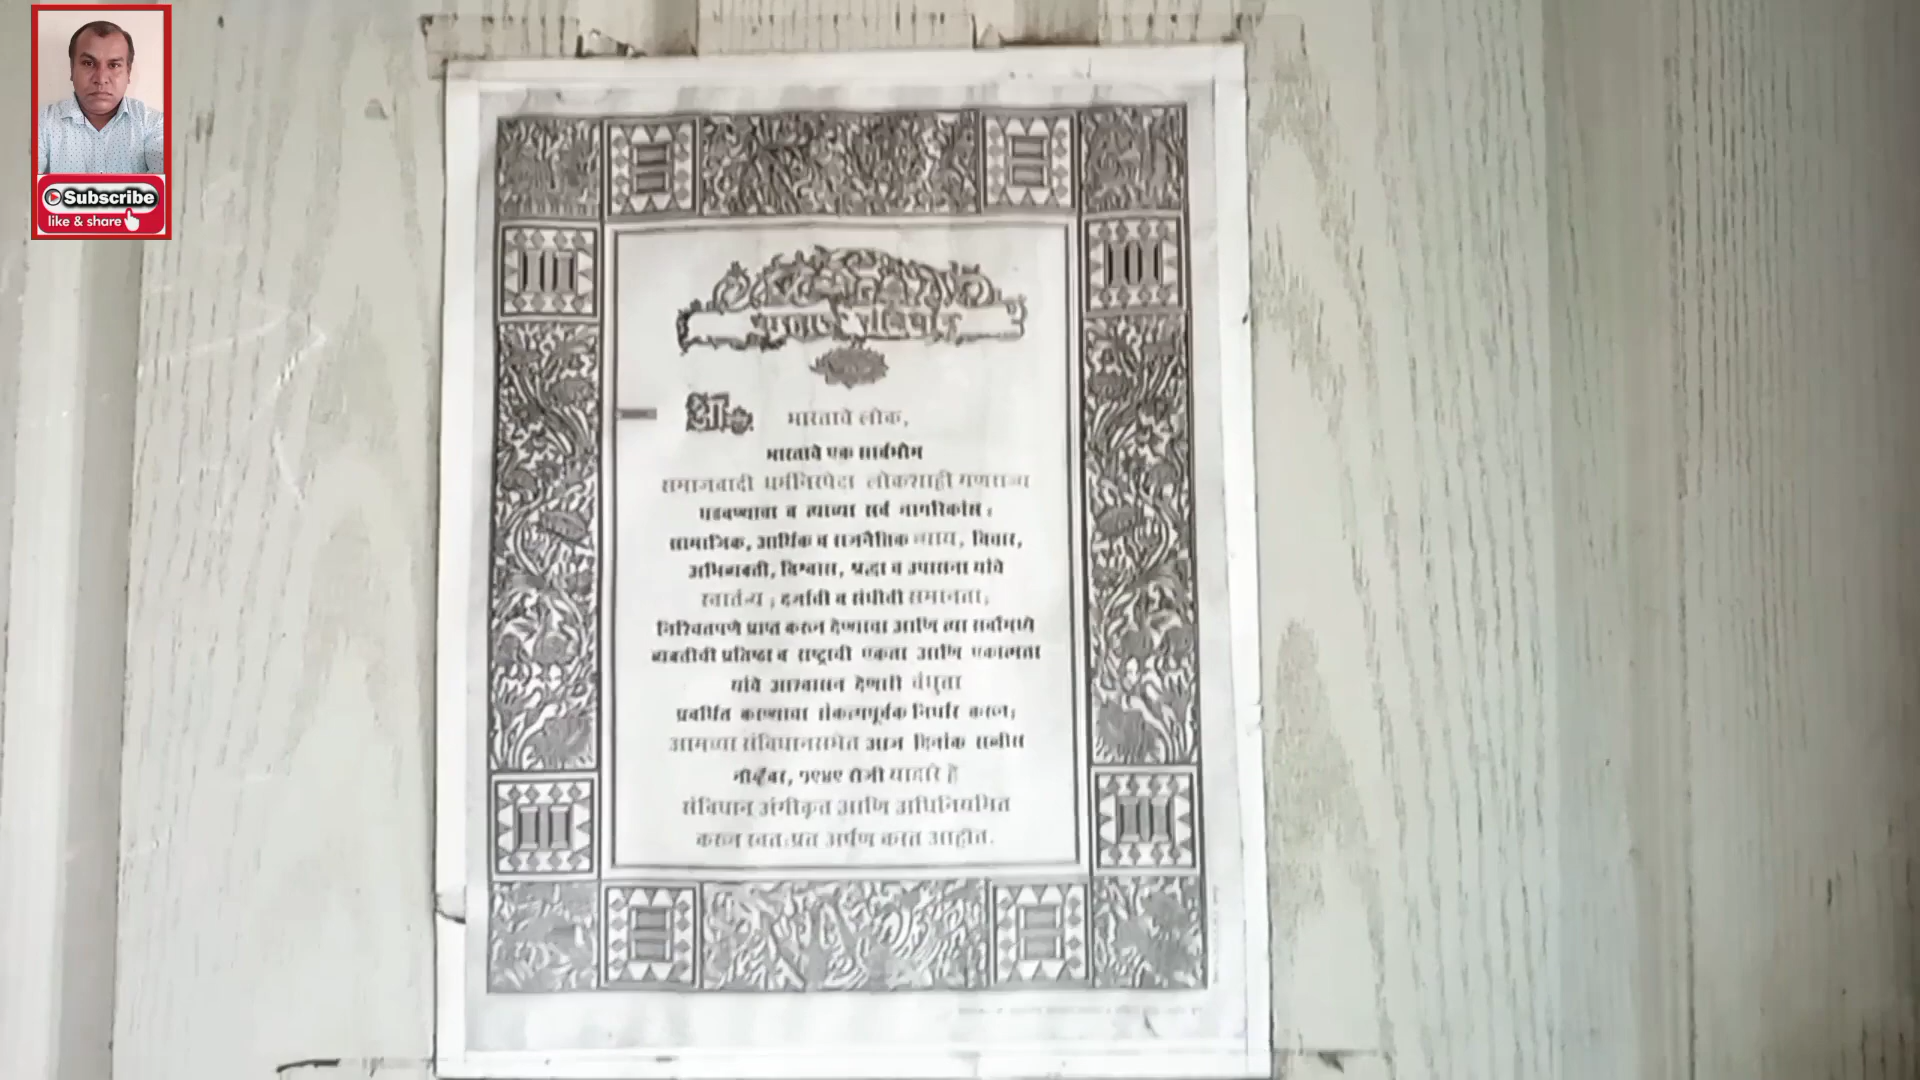 Subscribe
like & share
भारताचे लोक,
भारताचे एक सार्वभौम
समाजवादी धर्मनिरपेक्ष लोकशाही गणराज्य
घडवण्याचा व त्याच्या सर्व नागरिकांस :
सामाजिक, आर्थिक व राजनैतिक न्याय, विचार,
अभिव्यक्ती, विश्वास, श्रद्धा व उपासना यांचे
स्वातंत्र्य ; दर्जाची व संधीची समानता;
निश्चितपणे प्राप्त करून देण्याचा आणि त्या सर्वांमध्ये
व्यक्तीची प्रतिष्ठा व राष्ट्राची एकता आणि एकात्मता
यांचे आश्वासन देणारी बंधुता
प्रवर्धित करण्याचा संकल्पपूर्वक निर्धार करून;
आमच्या संविधानसभेत आज दिनांक सव्वीस
नोव्हेंबर, १९४९ रोजी याद्वारे हे
संविधान अंगीकृत आणि अधिनियमित
करून स्वतःप्रत अर्पण करत आहोत.